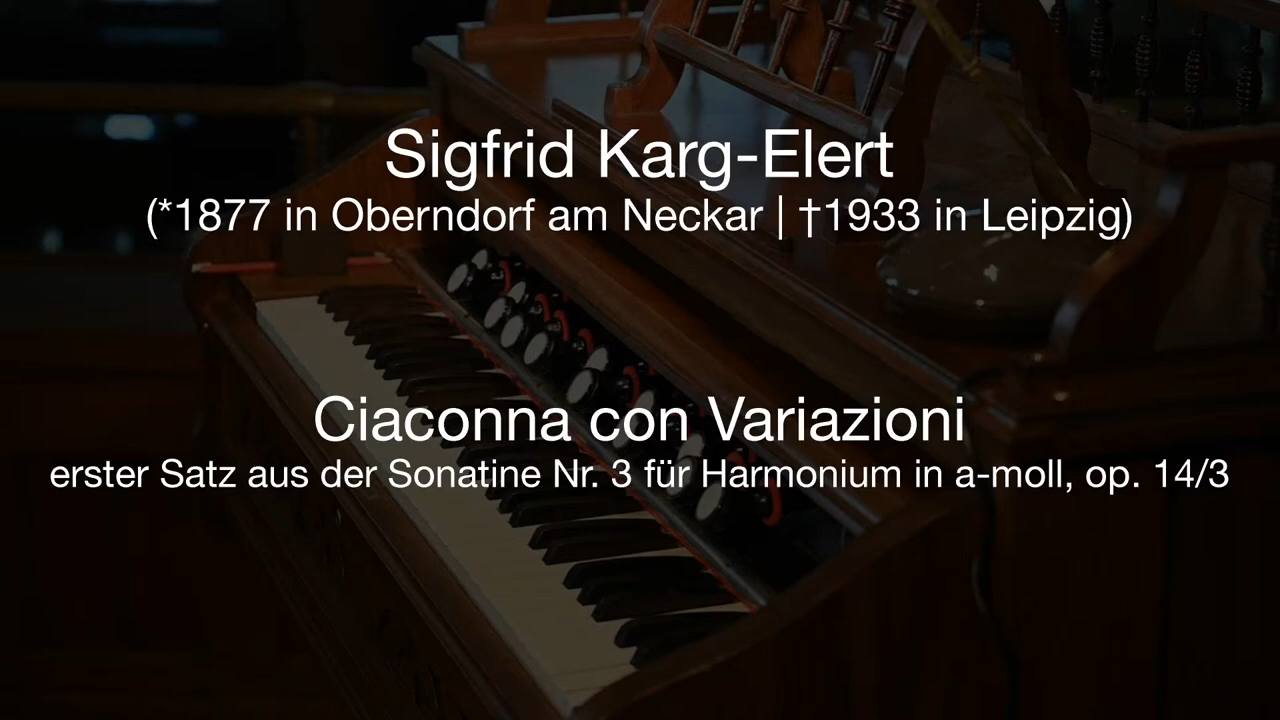 Sigfrid Karg-Elert
(*1877 in Oberndorf am Neckar | †1933 in Leipzig)
Ciaconna con Variazioni
erster Satz aus der Sonatine Nr. 3 für Harmonium in a-moll, op. 14/3